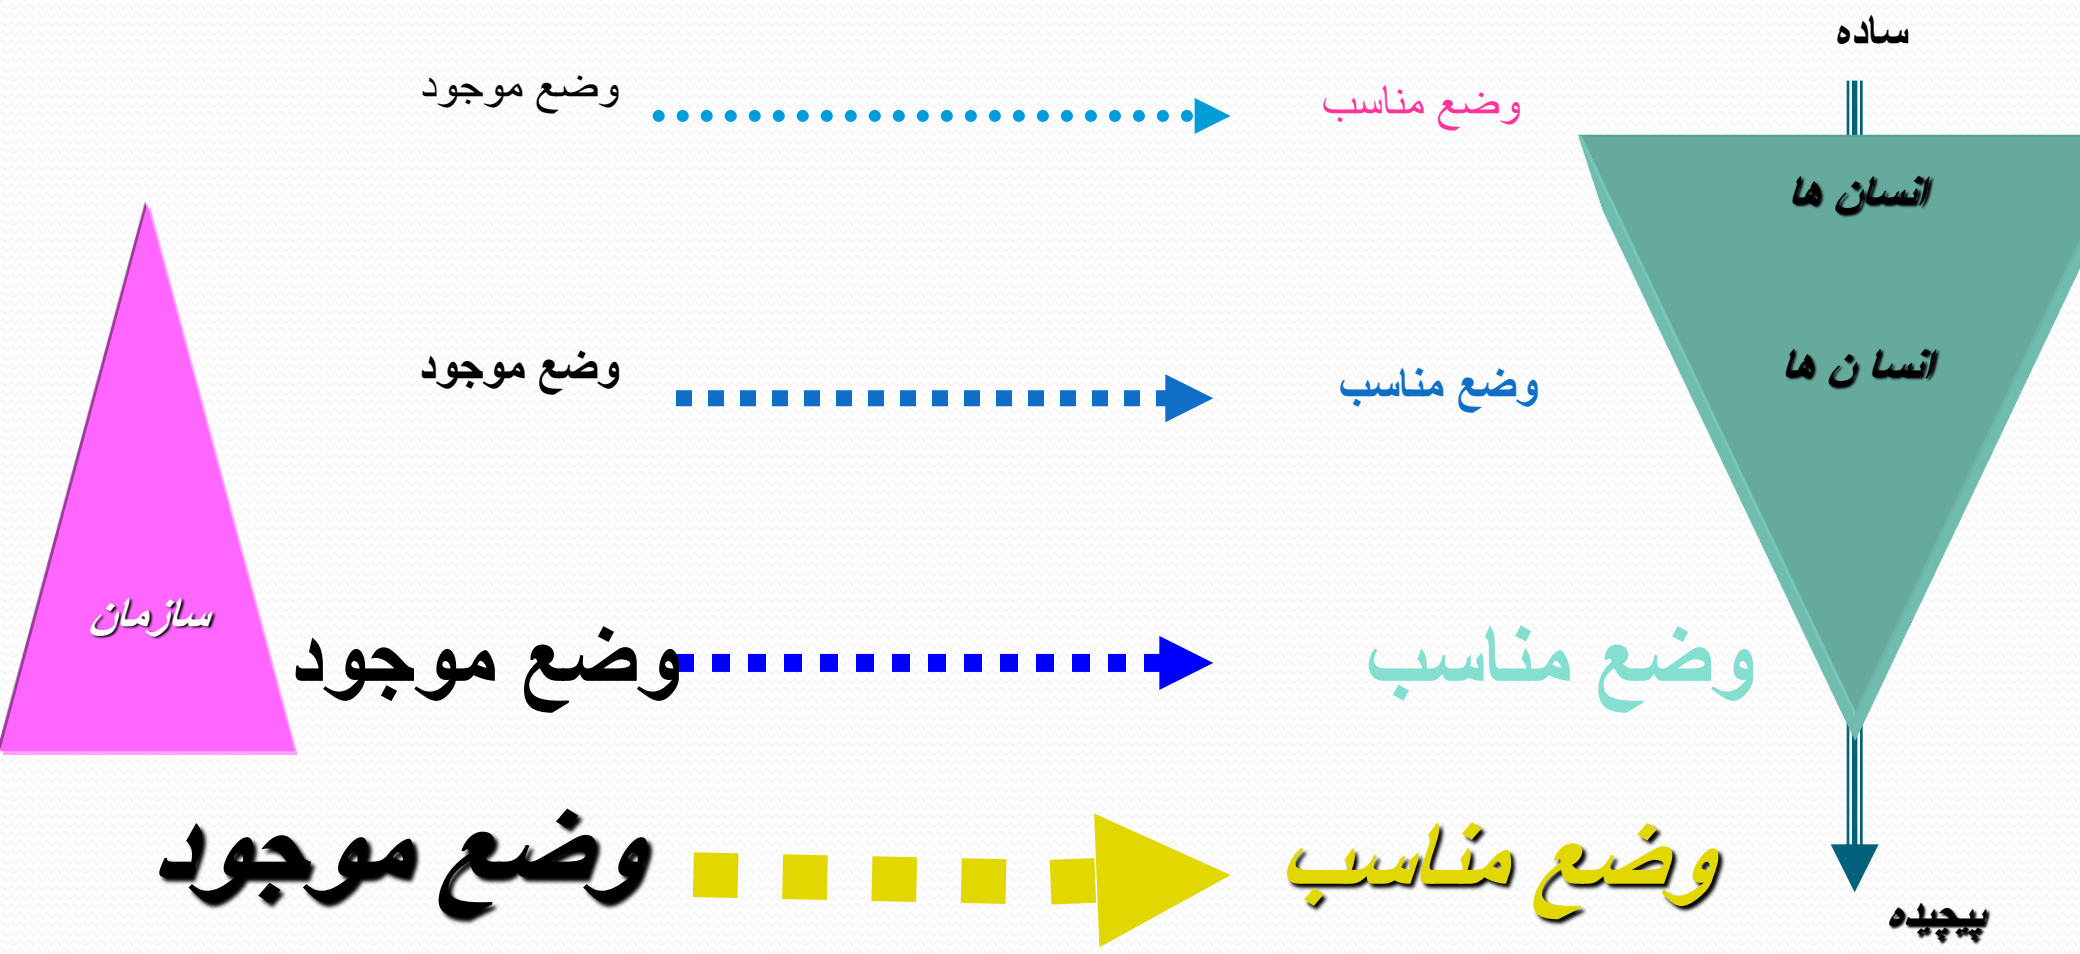 ساده
وضع موجود
وضع مناسب
انسان ها
وضع موجود
وضع مناسب
انسا ن ها
سازمان
وضع موجود
وضع مناسب
وضع موجود
وضع مناسب
پیچیده